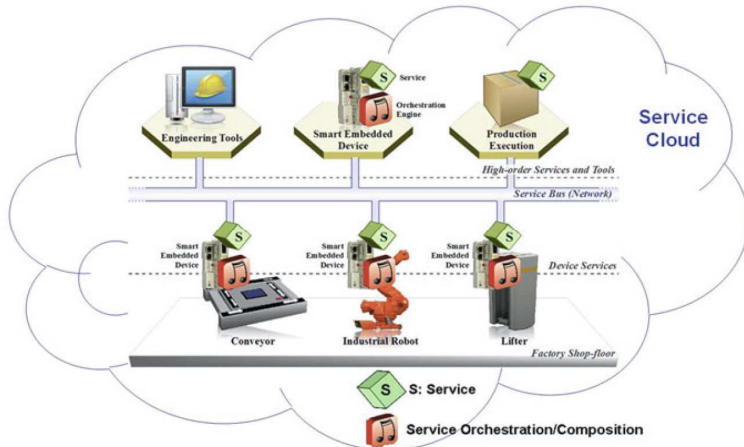 S
Service
Orchestration
Engine
S
Engineering Tools
Smart Embedded
Device
Production
Execution
Service
Cloud
High-order Services and Tools
Service Bus (Network)
S
S
S
Smart
Embedded
Device
Smart
Embedded
Device
Smart
Embedded
Device
Device Services
Conveyor
Industrial Robot
Lifter
Factory Shop-floor
S
S: Service
Service Orchestration/Composition